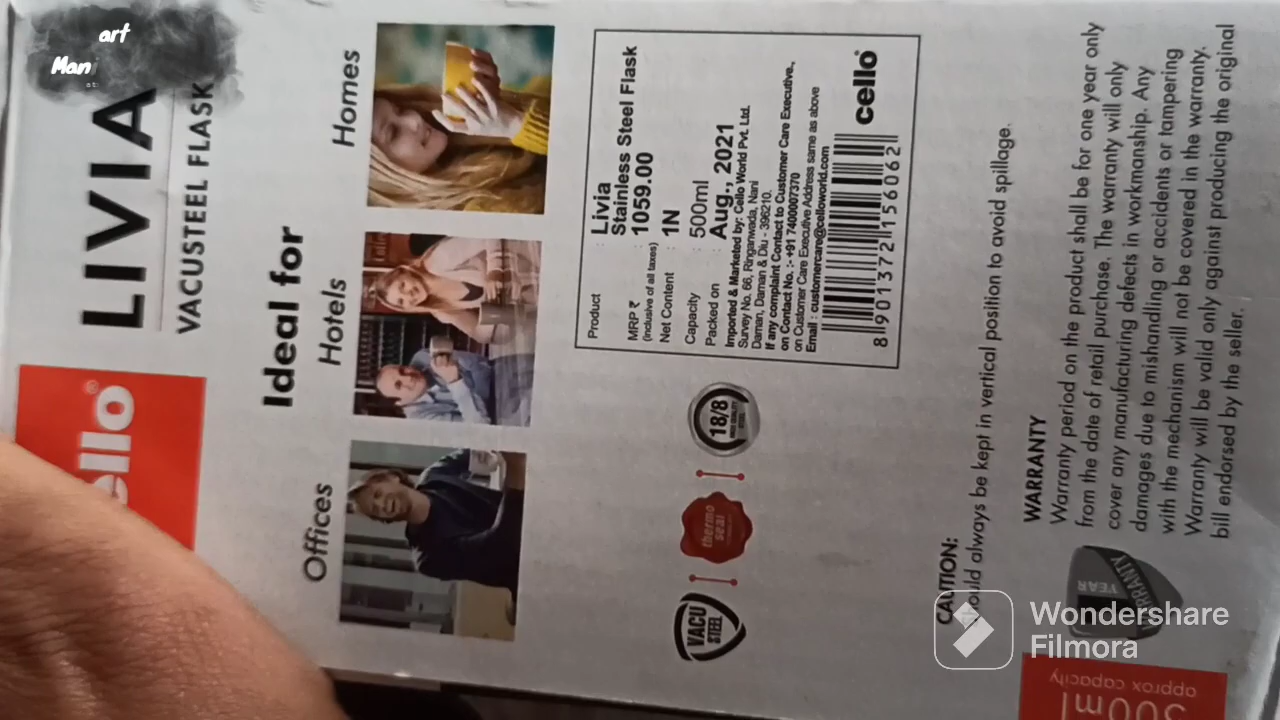 art
Man
LIVIA
VACUSTEEL FLASK
ello®
Ideal for
Offices
Hotels
Homes
Product : Livia
Stainless Steel Flask
MRP ₹ : 1059.00
(inclusive of all taxes)
Net Content : 1N
Capacity : 500ml
Packed on : Aug., 2021
Imported & Marketed by: Cello World Pvt. Ltd.
Survey No. 66, Ringanwada, Nani
Daman, Daman & Diu - 396210.
If any complaint Contact to Customer Care Executive.,
on Contact No. :- +91 7400007370
on Customer Care Executive Address same as above
Email : customercare@celloworld.com
8 901372 156062
cello®
VACU
STEEL
thermo
seal
18/8
CAUTION:
hould always be kept in vertical position to avoid spillage.
WARRANTY
Warranty period on the product shall be for one year only
from the date of retail purchase. The warranty will only
cover any manufacturing defects in workmanship. Any
damages due to mishandling or accidents or tampering
with the mechanism will not be covered in the warranty.
Warranty will be valid only against producing the original
bill endorsed by the seller.
YEAR
WARRANTY
500ml
approx capacity
Wondershare
Filmora